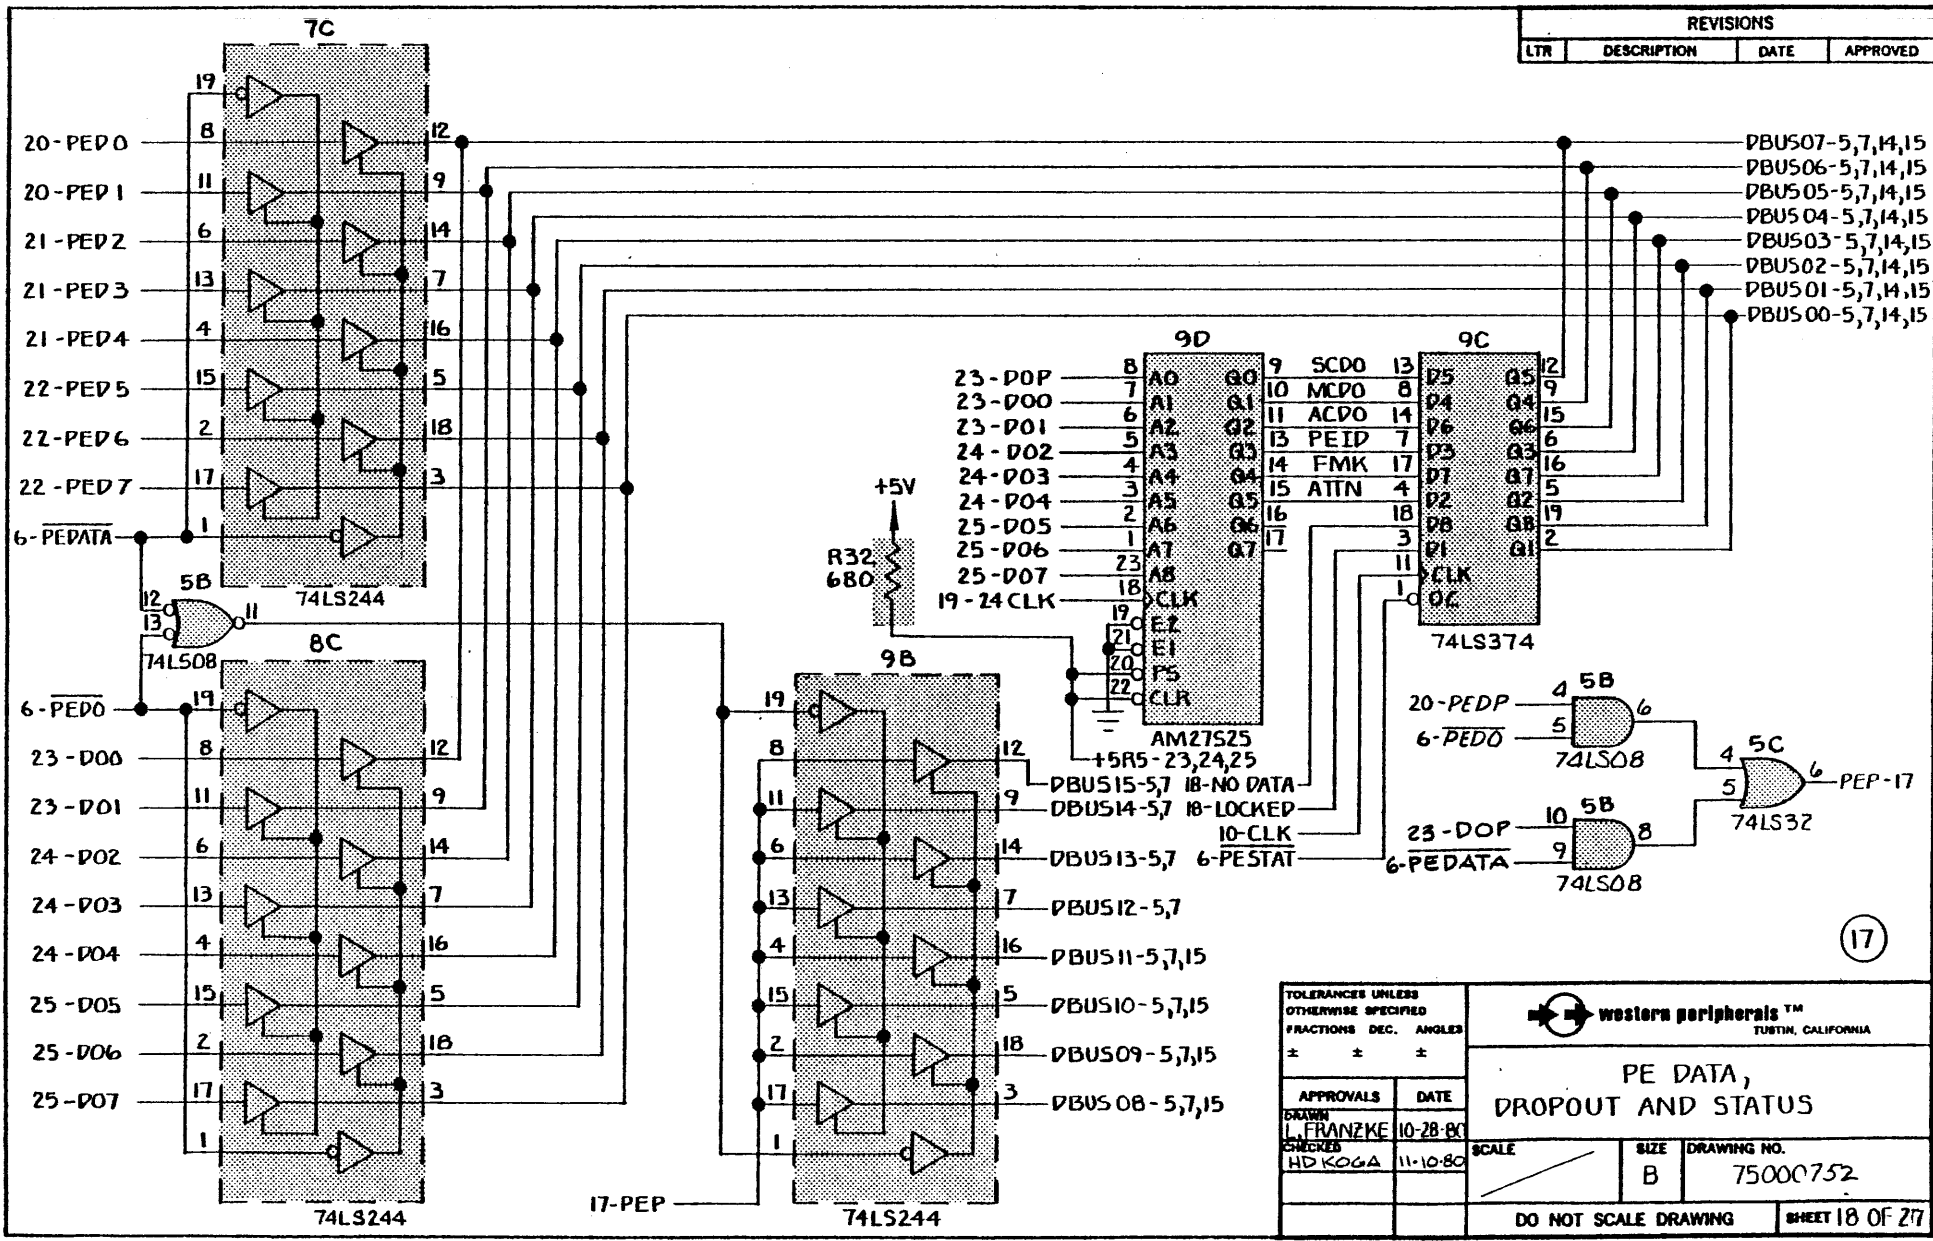 REVISIONS
LTR DESCRIPTION DATE APPROVED
7C
19
20-PED0 8 12
20-PED1 11 9
21-PED2 6 14
21-PED3 13 7
21-PED4 4 16
22-PED5 15 5
22-PED6 2 18
22-PED7 17 3
6-PEDATA 1
74LS244
DBUS07-5,7,14,15
DBUS06-5,7,14,15
DBUS05-5,7,14,15
DBUS04-5,7,14,15
DBUS03-5,7,14,15
DBUS02-5,7,14,15
DBUS01-5,7,14,15
DBUS00-5,7,14,15
5B
12
13
11
74LS08
8C
6-PEDO 19
23-D00 8 12
23-D01 11 9
24-D02 6 14
24-D03 13 7
24-D04 4 16
25-D05 15 5
25-D06 2 18
25-D07 17 3
1
74LS244
+5V
R32
680
9D
23-DOP 8 A0 Q0 9 SCDO
23-D00 7 A1 Q1 10 MCDO
23-D01 6 A2 Q2 11 ACDO
24-D02 5 A3 Q3 13 PEID
24-D03 4 A4 Q4 14 FMK
24-D04 3 A5 Q5 15 ATTN
25-D05 2 A6 Q6 16
25-D06 1 A7 Q7 17
25-D07 23 A8
19-24CLK 18 CLK
19 E2
21 E1
20 PS
22 CLR
AM27S25
+5R5-23,24,25
9C
13 D5 Q5 12
8 D4 Q4 9
14 D6 Q6 15
7 D3 Q3 6
17 D7 Q7 16
4 D2 Q2 5
18 D8 Q8 19
3 D1 Q1 2
11 CLK
1 OC
74LS374
9B
19
8 12 DBUS15-5,7 18-NO DATA
11 9 DBUS14-5,7 18-LOCKED
10-CLK
6 14 DBUS13-5,7 6-PESTAT
13 7 DBUS12-5,7
4 16 DBUS11-5,7,15
15 5 DBUS10-5,7,15
2 18 DBUS09-5,7,15
17 3 DBUS08-5,7,15
1
17-PEP
74LS244
5B
20-PEDP 4 6
6-PEDO 5
74LS08
5B
23-DOP 10 8
6-PEDATA 9
74LS08
5C
4
5
6 PEP-17
74LS32
17
TOLERANCES UNLESS
OTHERWISE SPECIFIED
FRACTIONS DEC. ANGLES
± ± ±
APPROVALS DATE
DRAWN
L. FRANZKE 10-28-80
CHECKED
HD KOGA 11-10-80
western peripherals ™
TUSTIN, CALIFORNIA
PE DATA,
DROPOUT AND STATUS
SCALE
SIZE
B
DRAWING NO.
75000752
DO NOT SCALE DRAWING
SHEET 18 OF 27